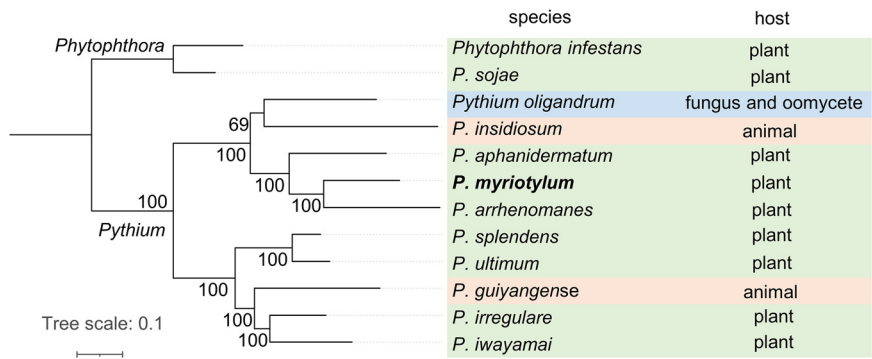 species host
Phytophthora
Phytophthora infestans plant
P. sojae plant
Pythium oligandrum fungus and oomycete
69
P. insidiosum animal
100
P. aphanidermatum plant
100
P. myriotylum plant
100
100
P. arrhenomanes plant
Pythium
P. splendens plant
100
P. ultimum plant
100
P. guiyangense animal
Tree scale: 0.1
100
P. irregulare plant
100
P. iwayamai plant